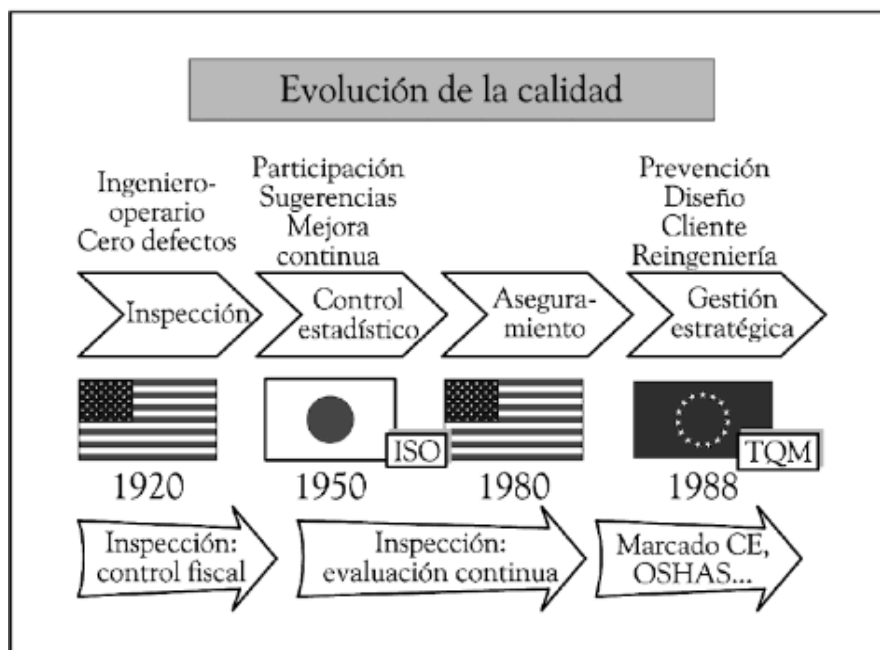 Evolución de la calidad
Ingeniero-
operario
Cero defectos
Participación
Sugerencias
Mejora
continua
Prevención
Diseño
Cliente
Reingeniería
Inspección
Control
estadístico
Asegura-
miento
Gestión
estratégica
ISO
TQM
1920
1950
1980
1988
Inspección:
control fiscal
Inspección:
evaluación continua
Marcado CE,
OSHAS...